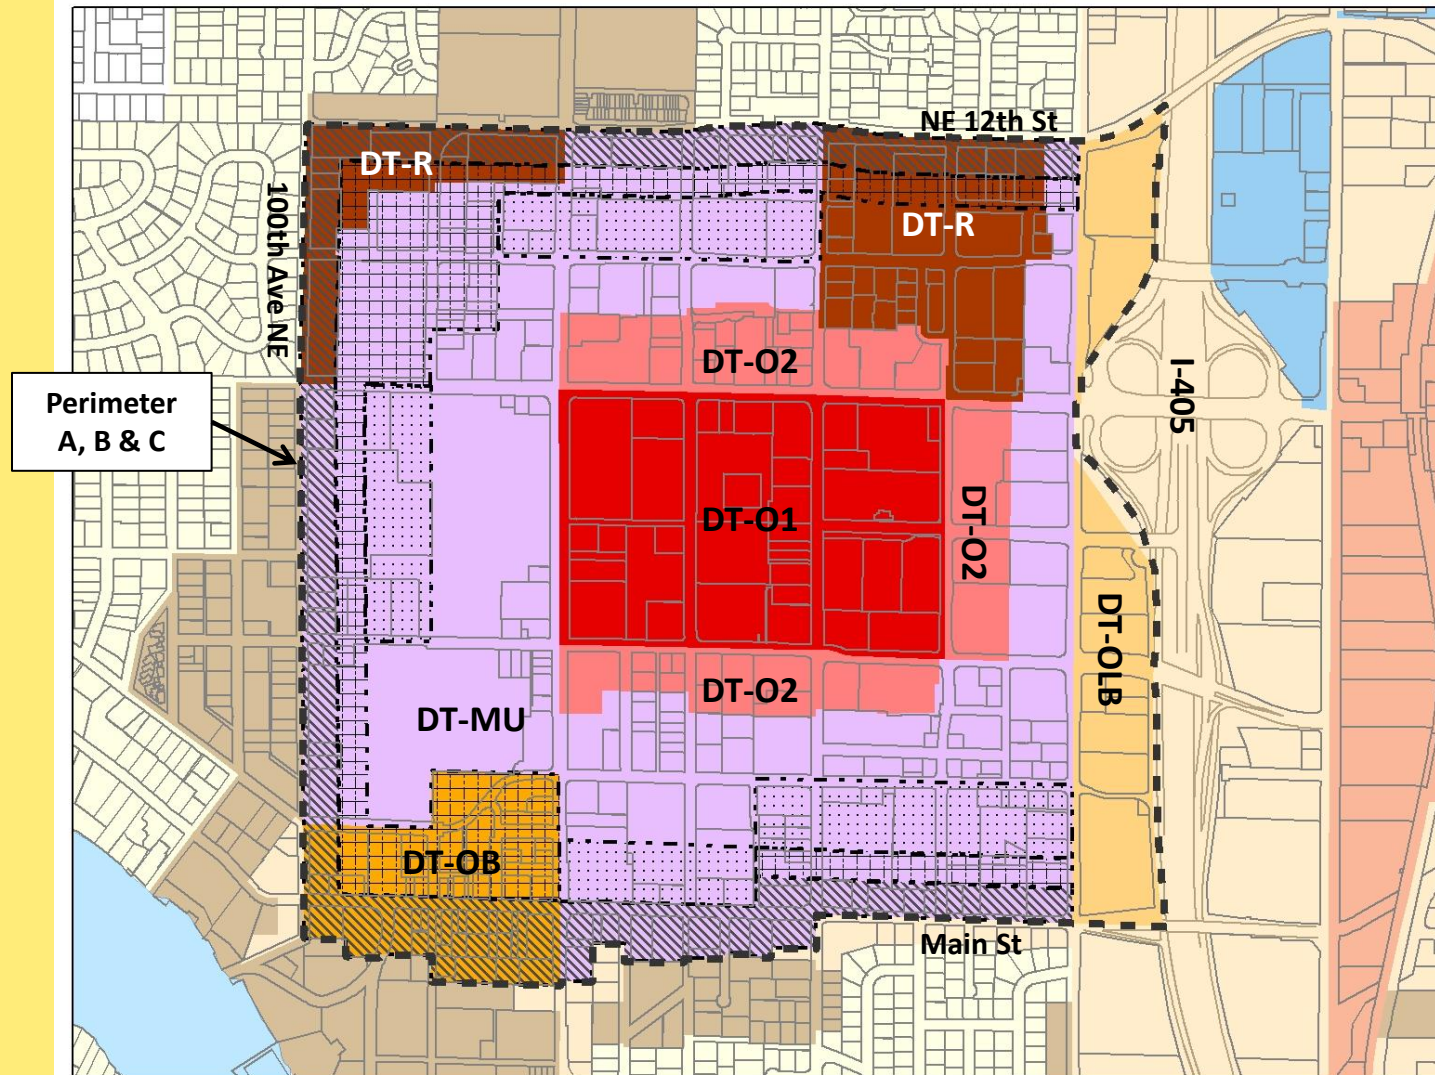 NE 12th St
DT-R
DT-R
100th Ave NE
DT-O2
I-405
Perimeter
A, B & C
DT-O1
DT-O2
DT-OLB
DT-O2
DT-MU
DT-OB
Main St